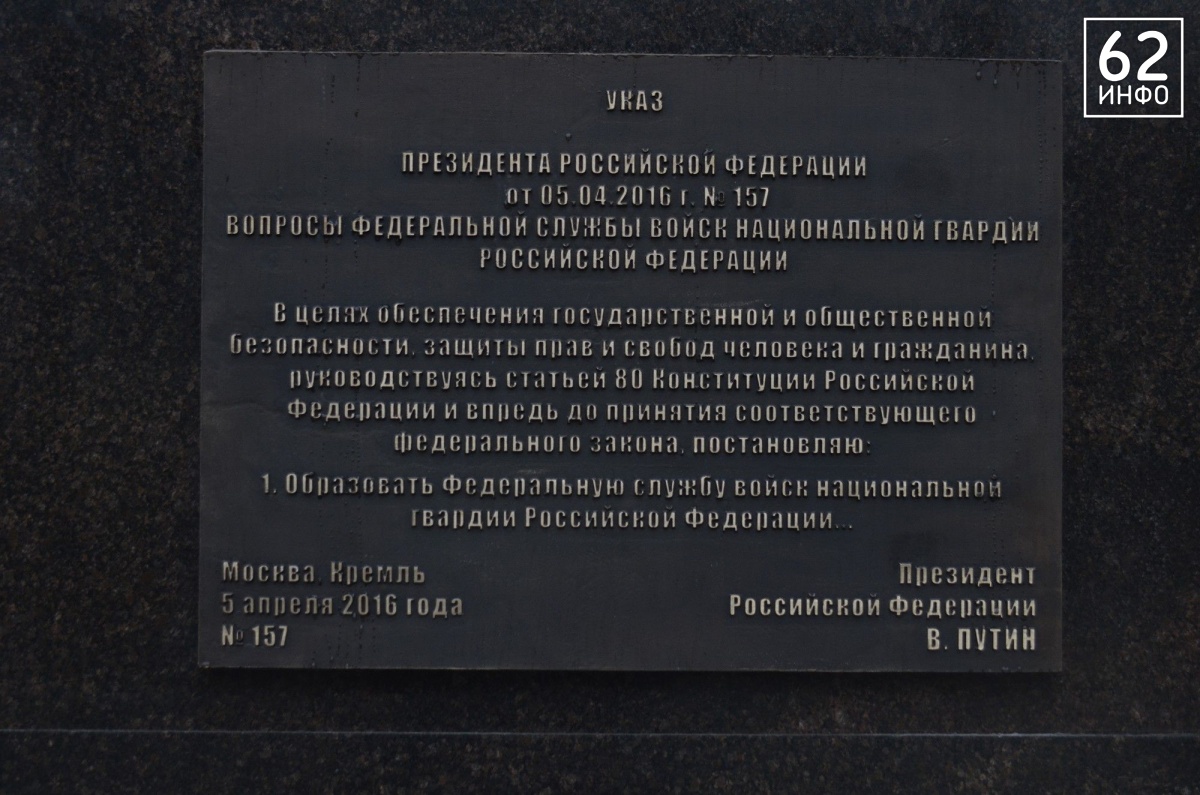 62
ИНФО
УКАЗ
ПРЕЗИДЕНТА РОССИЙСКОЙ ФЕДЕРАЦИИ
от 05.04.2016 г. № 157
ВОПРОСЫ ФЕДЕРАЛЬНОЙ СЛУЖБЫ ВОЙСК НАЦИОНАЛЬНОЙ ГВАРДИИ
РОССИЙСКОЙ ФЕДЕРАЦИИ
В целях обеспечения государственной и общественной
безопасности, защиты прав и свобод человека и гражданина,
руководствуясь статьей 80 Конституции Российской
Федерации и впредь до принятия соответствующего
федерального закона, постановляю:
1. Образовать Федеральную службу войск национальной
гвардии Российской Федерации...
Москва, Кремль
5 апреля 2016 года
№ 157
Президент
Российской Федерации
В. ПУТИН